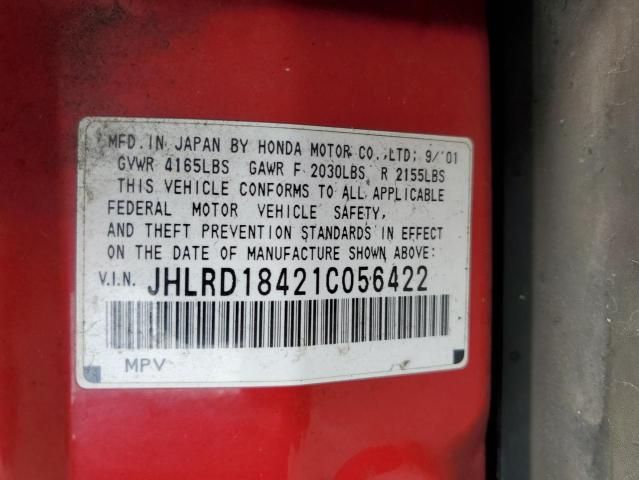 MFD. IN JAPAN BY HONDA MOTOR CO.,LTD; 9/'01
GVWR 4165LBS GAWR F 2030LBS R 2155LBS
THIS VEHICLE CONFORMS TO ALL APPLICABLE
FEDERAL MOTOR VEHICLE SAFETY,
AND THEFT PREVENTION STANDARDS IN EFFECT
ON THE DATE OF MANUFACTURE SHOWN ABOVE:
V.I.N. JHLRD18421C056422
MPV